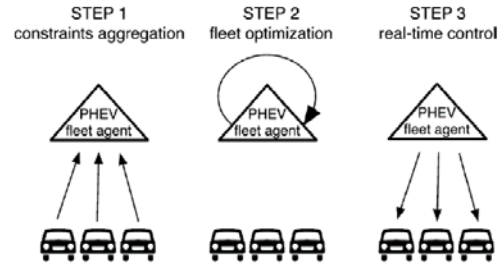 STEP 1
constraints aggregation
PHEV
fleet agent
STEP 2
fleet optimization
PHEV
fleet agent
STEP 3
real-time control
PHEV
fleet agent